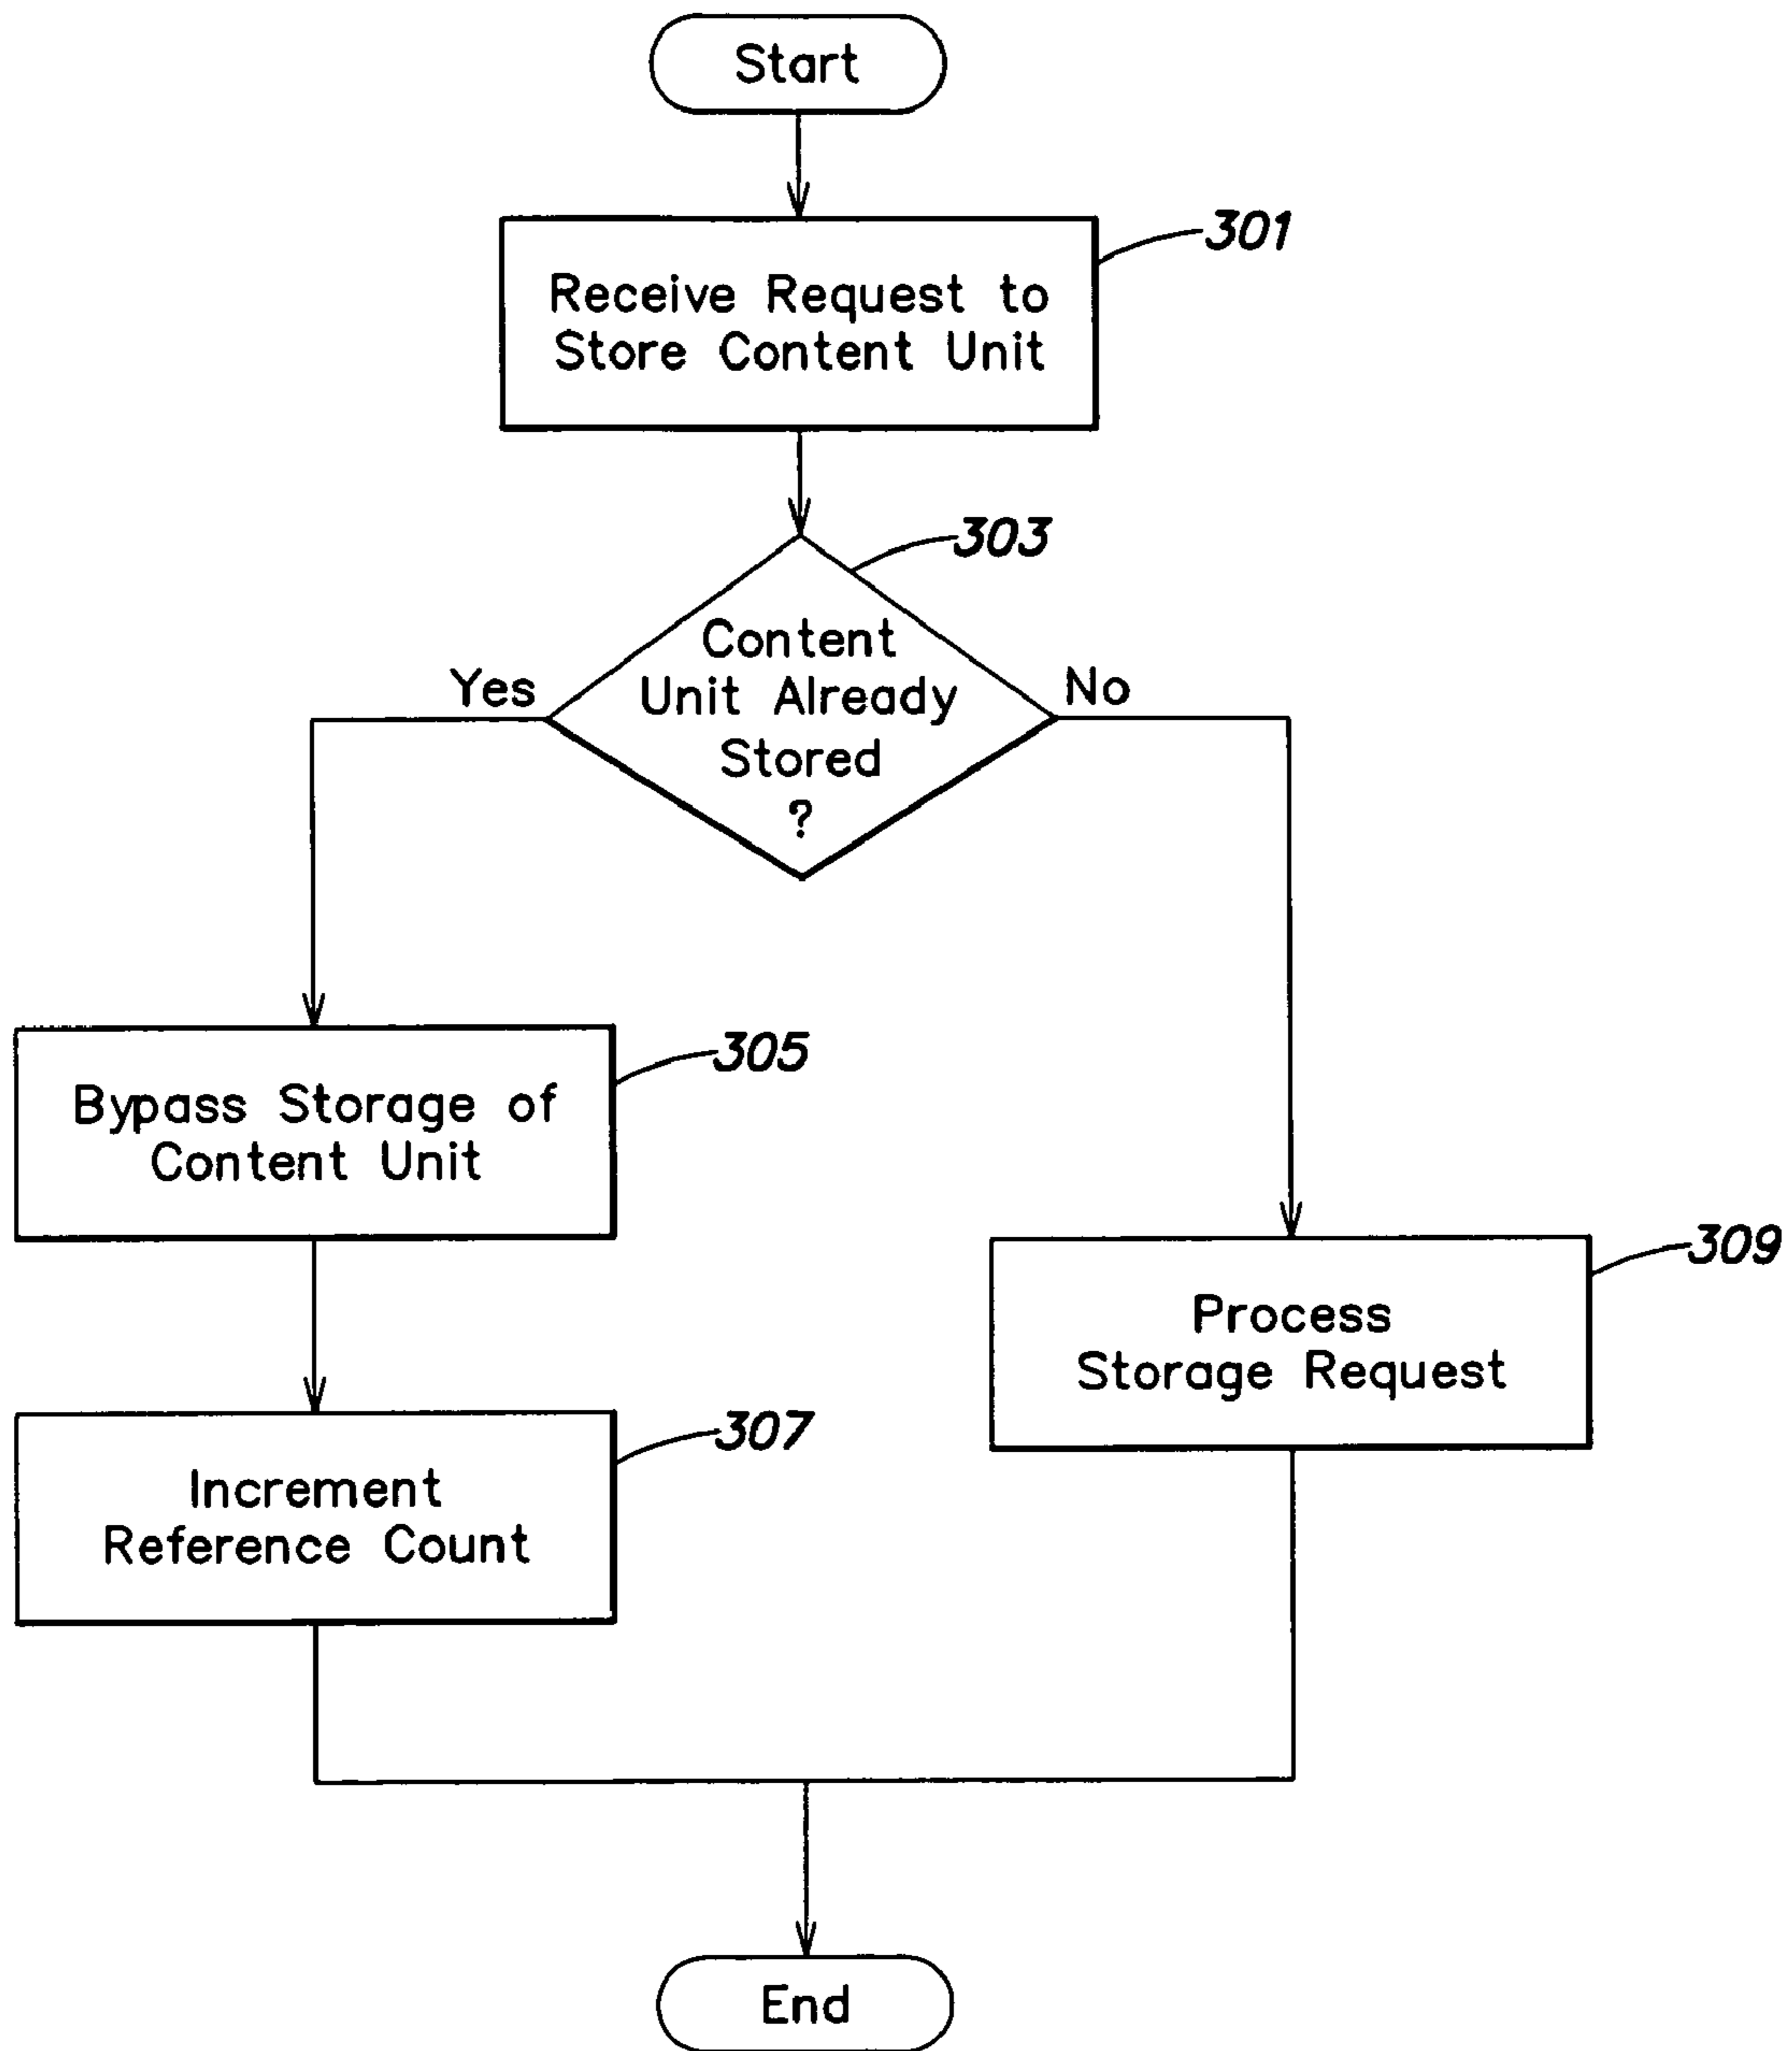 Start
301
Receive Request to
Store Content Unit
303
Content
Unit Already
Stored
?
Yes
No
305
Bypass Storage of
Content Unit
309
Process
Storage Request
307
Increment
Reference Count
End